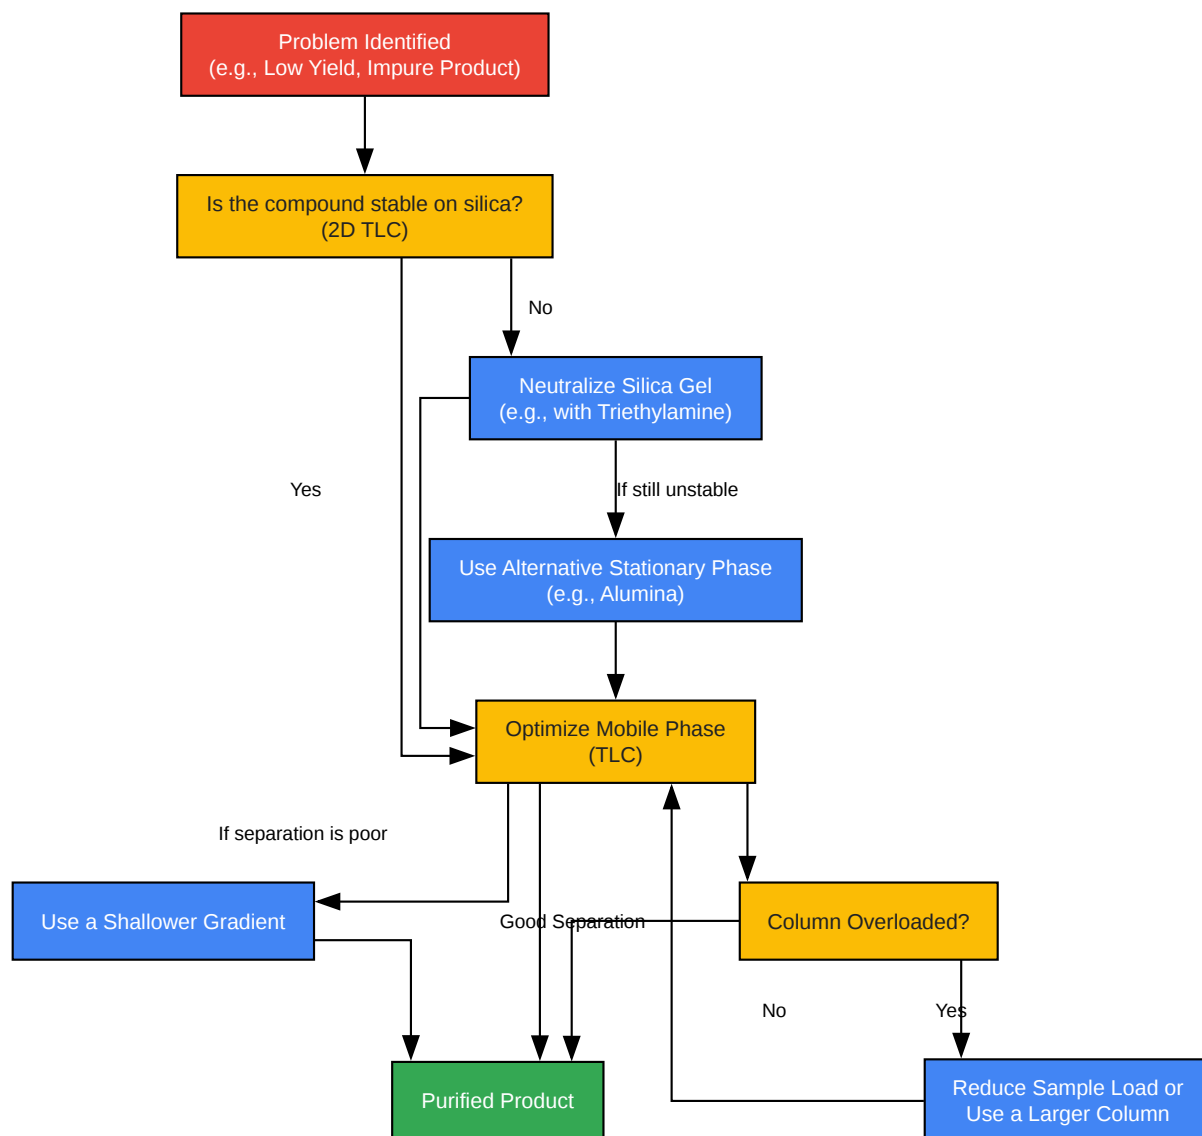 Problem Identified
(e.g., Low Yield, Impure Product)
Is the compound stable on silica?
(2D TLC)
No
Neutralize Silica Gel
(e.g., with Triethylamine)
Yes
If still unstable
Use Alternative Stationary Phase
(e.g., Alumina)
Optimize Mobile Phase
(TLC)
If separation is poor
Use a Shallower Gradient
Good Separation
Column Overloaded?
No
Yes
Purified Product
Reduce Sample Load or
Use a Larger Column